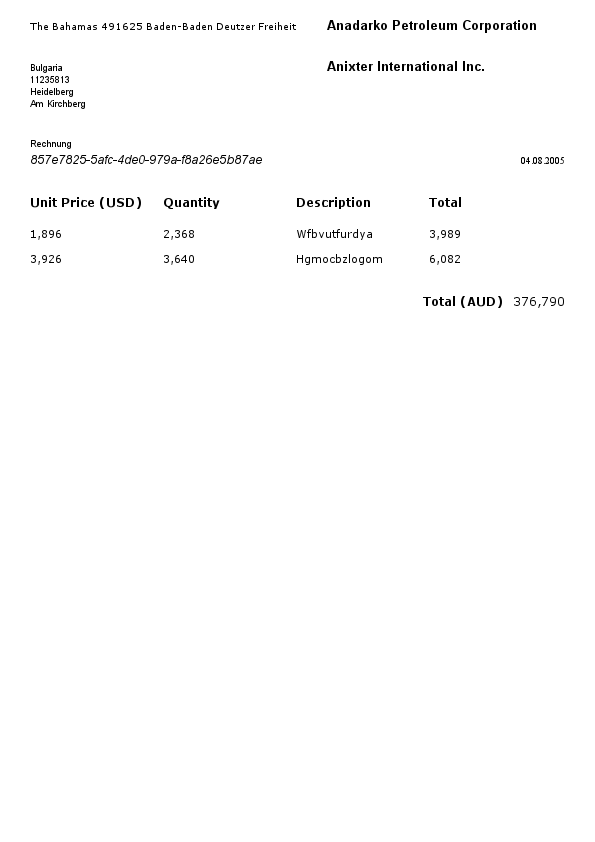 The Bahamas 491625 Baden-Baden Deutzer Freiheit
Anadarko Petroleum Corporation
Bulgaria
11235813
Heidelberg
Am Kirchberg
Anixter International Inc.
Rechnung
857e7825-5afc-4de0-979a-f8a26e5b87ae
04.08.2005
Unit Price (USD) Quantity Description Total
1,896 2,368 Wfbvutfurdya 3,989
3,926 3,640 Hgmocbzlogom 6,082
Total (AUD) 376,790